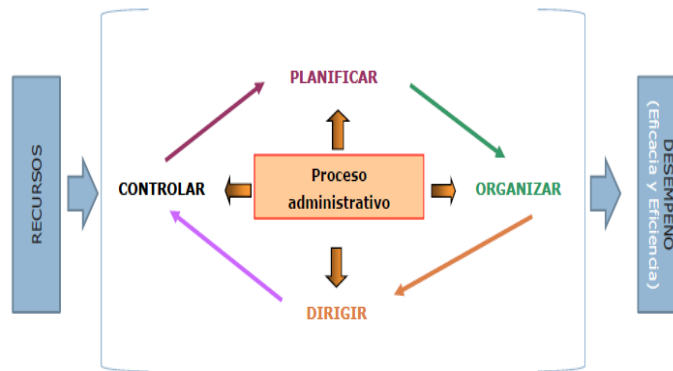 RECURSOS
PLANIFICAR
CONTROLAR
Proceso
administrativo
ORGANIZAR
DIRIGIR
DESEMPEÑO
(Eficacia y Eficiencia)